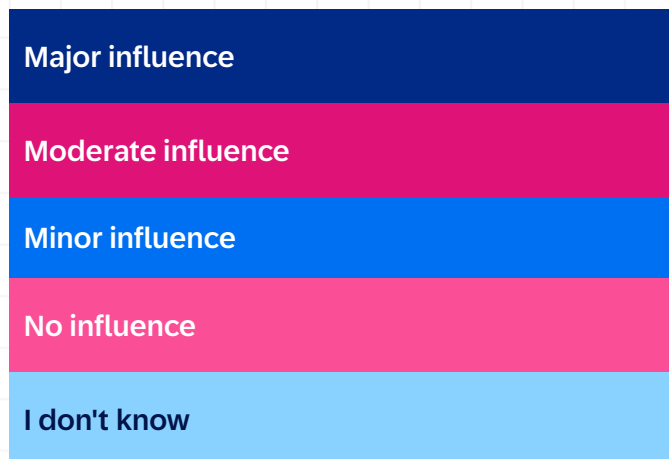 Major influence
Moderate influence
Minor influence
No influence
I don't know